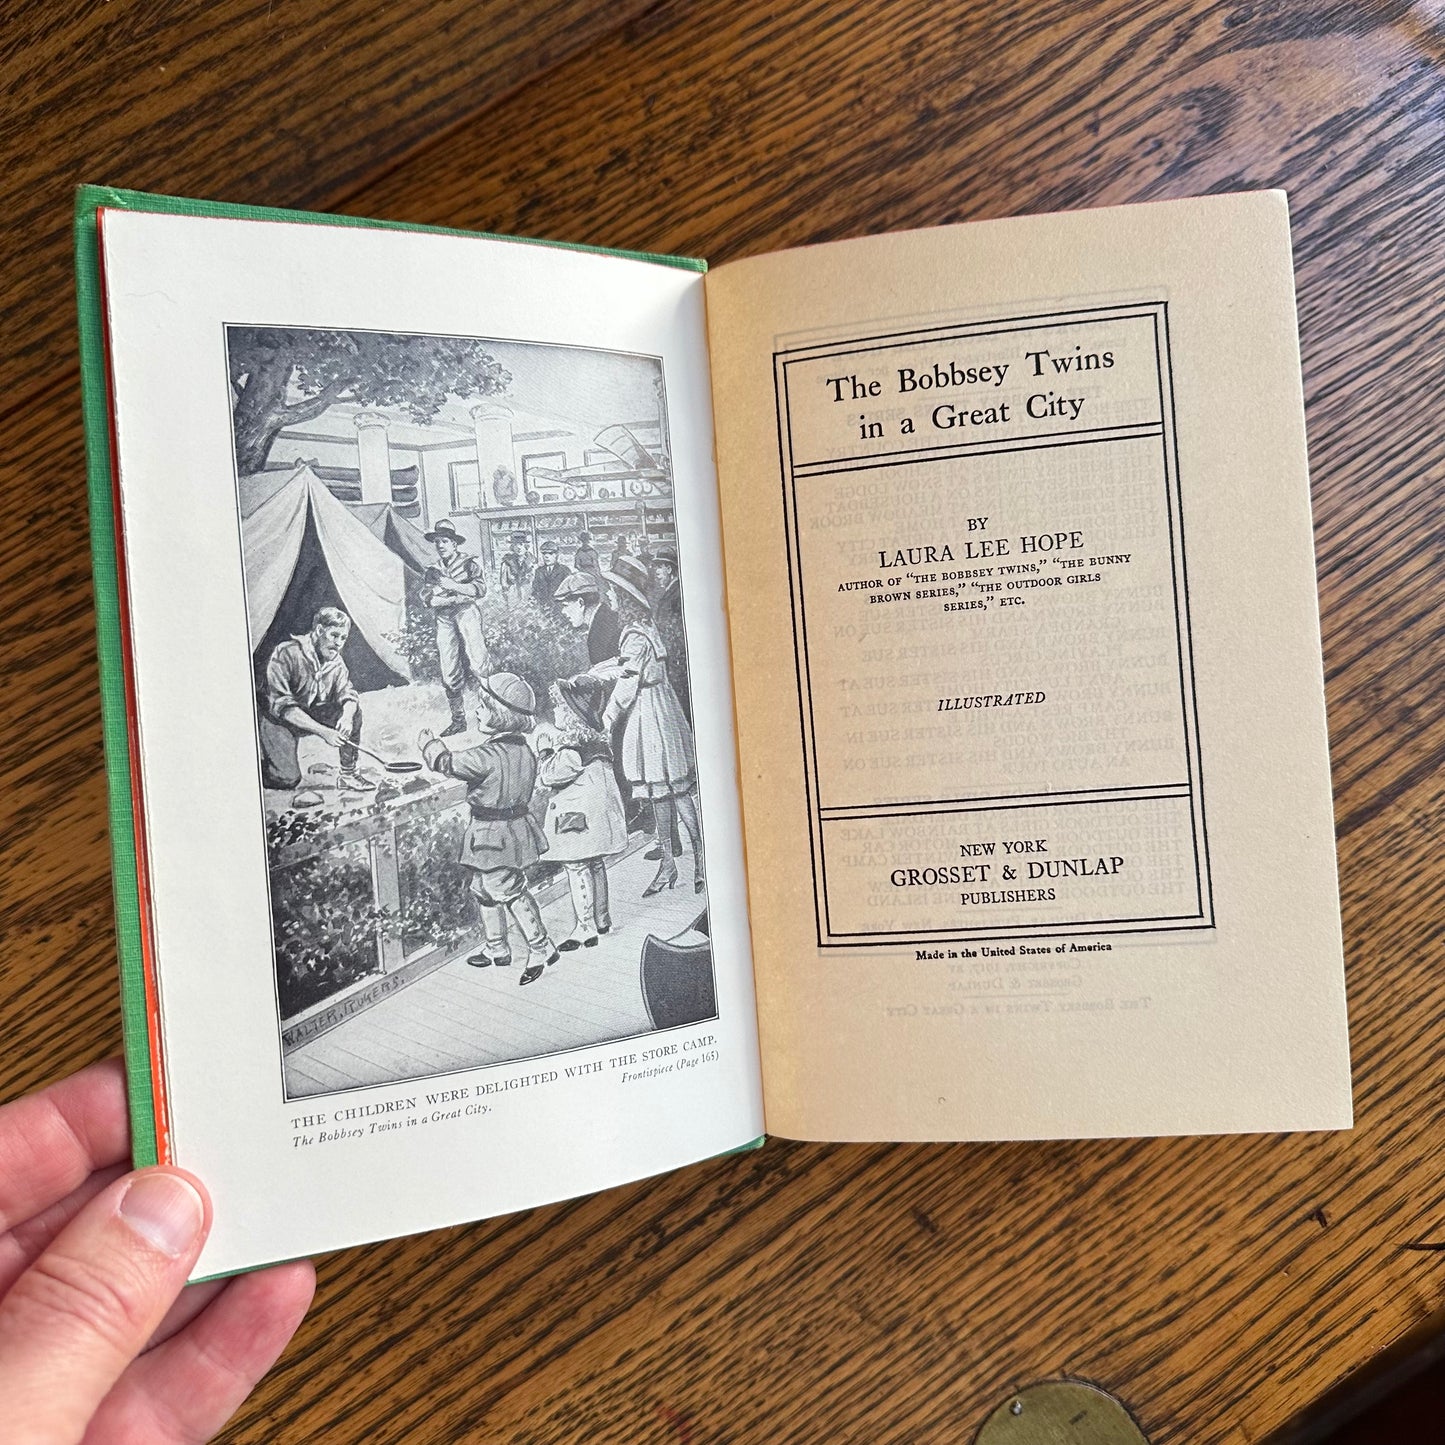 WALTER, ROGERS.
THE CHILDREN WERE DELIGHTED WITH THE STORE CAMP.
The Bobbsey Twins in a Great City.
Frontispiece (Page 165)
The Bobbsey Twins
in a Great City
BY
LAURA LEE HOPE
AUTHOR OF "THE BOBBSEY TWINS," "THE BUNNY
BROWN SERIES," "THE OUTDOOR GIRLS
SERIES," ETC.
ILLUSTRATED
NEW YORK
GROSSET & DUNLAP
PUBLISHERS
Made in the United States of America